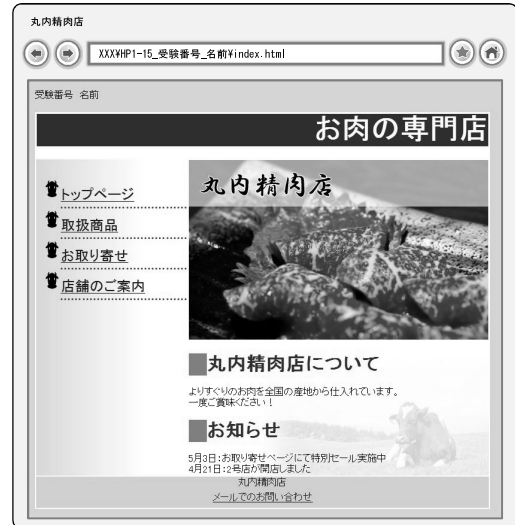 丸内精肉店
XXX¥HP1-15_受験番号_名前¥index.html
受験番号 名前
お肉の専門店
トップページ
取扱商品
お取り寄せ
店舗のご案内
丸内精肉店
丸内精肉店について
よりすぐりのお肉を全国の産地から仕入れています。
一度ご賞味ください！
お知らせ
5月3日：お取り寄せページにて特別セール実施中
4月21日：2号店が開店しました
丸内精肉店
メールでのお問い合わせ